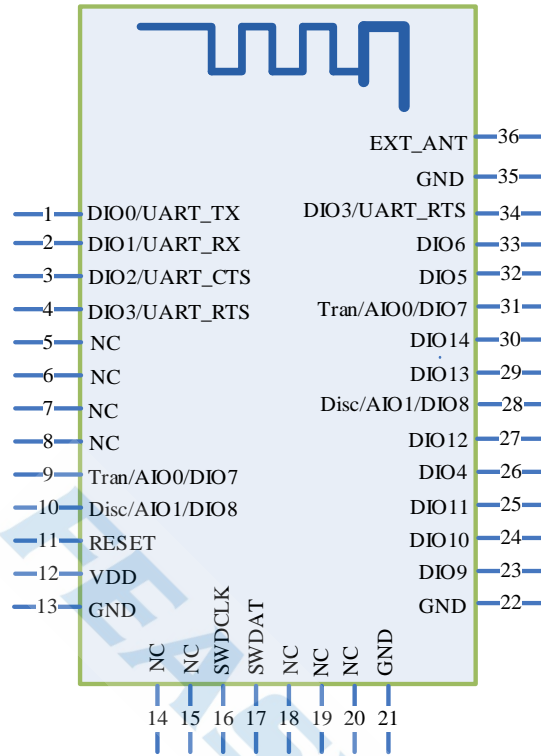 EXT_ANT 36
GND 35
1 DIO0/UART_TX DIO3/UART_RTS 34
2 DIO1/UART_RX DIO6 33
3 DIO2/UART_CTS DIO5 32
4 DIO3/UART_RTS Tran/AIO0/DIO7 31
5 NC DIO14 30
6 NC DIO13 29
7 NC Disc/AIO1/DIO8 28
8 NC DIO12 27
9 Tran/AIO0/DIO7 DIO4 26
10 Disc/AIO1/DIO8 DIO11 25
11 RESET DIO10 24
12 VDD DIO9 23
13 GND GND 22
NC NC SWDCLK SWDAT NC NC NC GND
14 15 16 17 18 19 20 21
FEAS